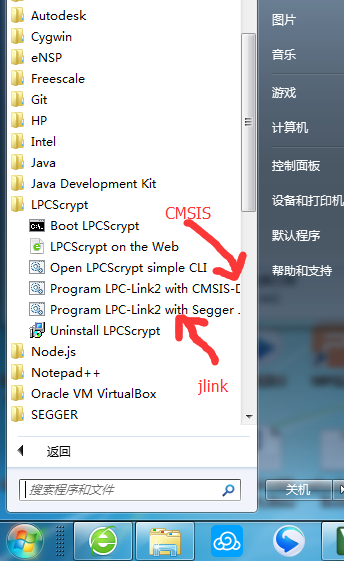 Autodesk
Cygwin
eNSP
Freescale
Git
HP
Intel
Java
Java Development Kit
LPCScrypt
Boot LPCScrypt
LPCScrypt on the Web
Open LPCScrypt simple CLI
Program LPC-Link2 with CMSIS-D
Program LPC-Link2 with Segger ..
Uninstall LPCScrypt
Node.js
Notepad++
Oracle VM VirtualBox
SEGGER
返回
搜索程序和文件
图片
音乐
游戏
计算机
控制面板
设备和打印机
默认程序
帮助和支持
关机
CMSIS
jlink